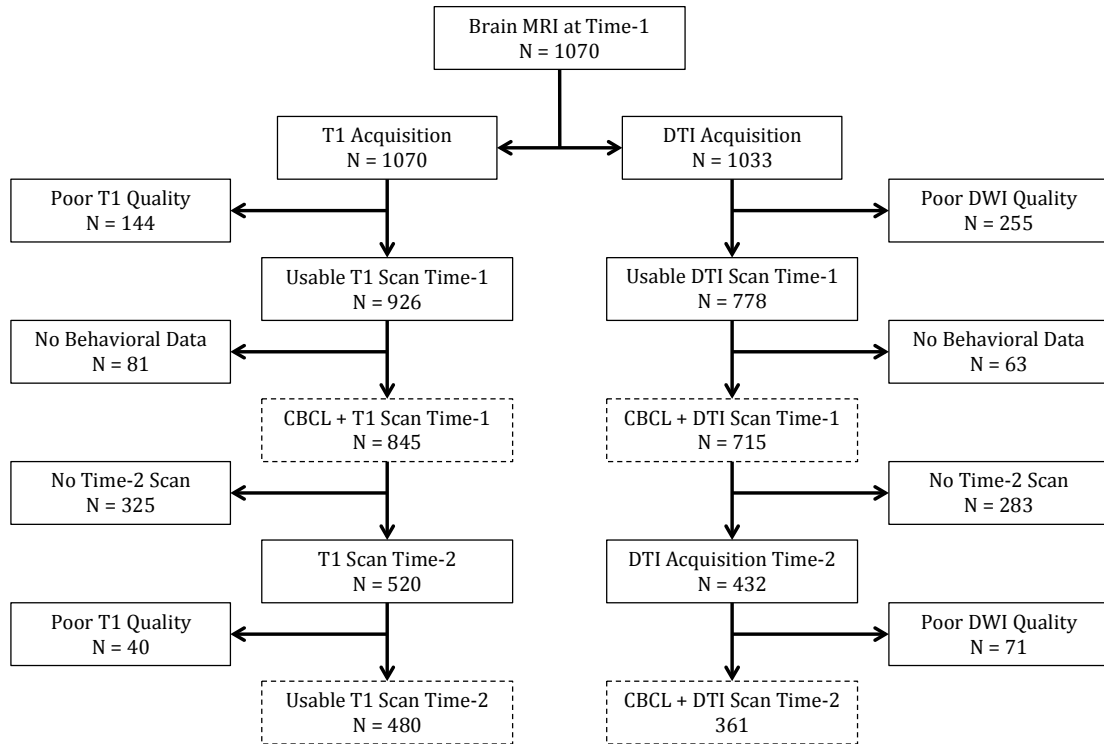 Brain MRI at Time-1
N = 1070
T1 Acquisition
N = 1070
DTI Acquisition
N = 1033
Poor T1 Quality
N = 144
Poor DWI Quality
N = 255
Usable T1 Scan Time-1
N = 926
Usable DTI Scan Time-1
N = 778
No Behavioral Data
N = 81
No Behavioral Data
N = 63
CBCL + T1 Scan Time-1
N = 845
CBCL + DTI Scan Time-1
N = 715
No Time-2 Scan
N = 325
No Time-2 Scan
N = 283
T1 Scan Time-2
N = 520
DTI Acquisition Time-2
N = 432
Poor T1 Quality
N = 40
Poor DWI Quality
N = 71
Usable T1 Scan Time-2
N = 480
CBCL + DTI Scan Time-2
361